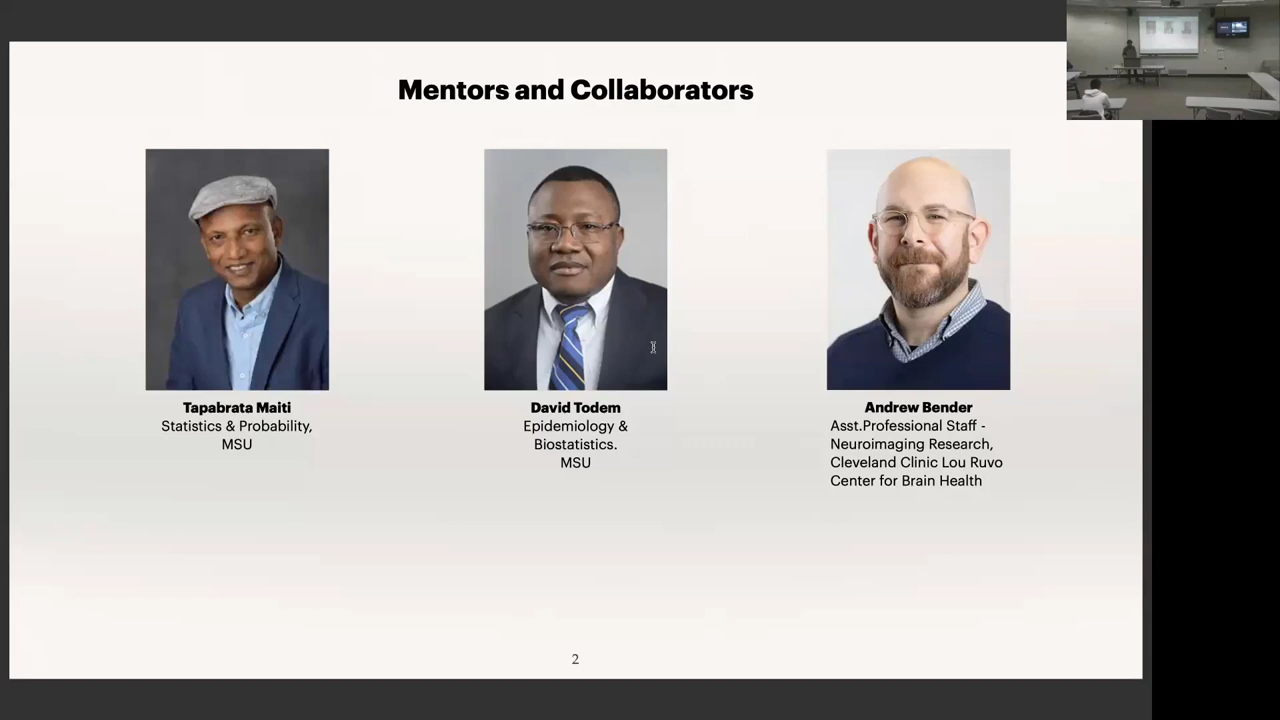 Mentors and Collaborators
Tapabrata Maiti
Statistics & Probability,
MSU
David Todem
Epidemiology &
Biostatistics.
MSU
Andrew Bender
Asst.Professional Staff -
Neuroimaging Research,
Cleveland Clinic Lou Ruvo
Center for Brain Health
2